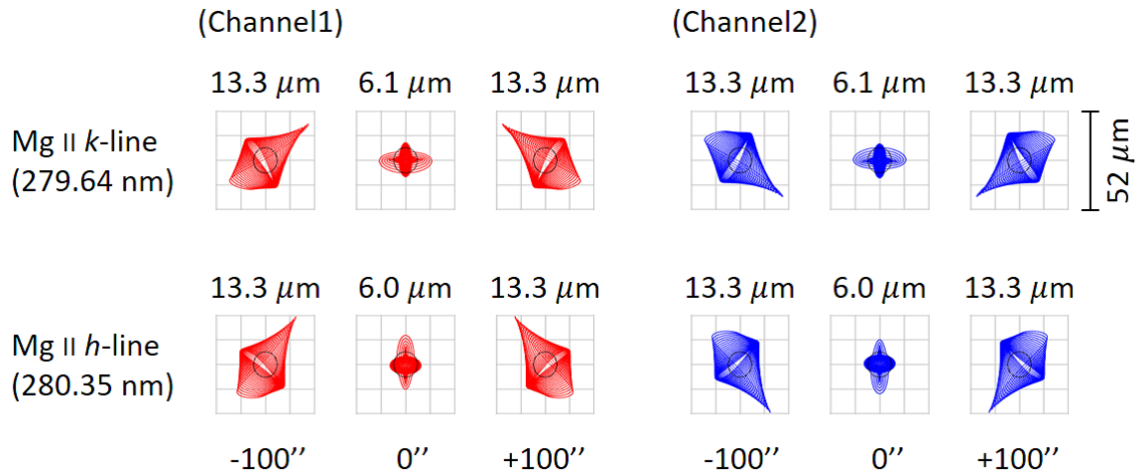 (Channel1) (Channel2)
13.3 μm 6.1 μm 13.3 μm 13.3 μm 6.1 μm 13.3 μm
Mg II k-line
(279.64 nm)
52 μm
13.3 μm 6.0 μm 13.3 μm 13.3 μm 6.0 μm 13.3 μm
Mg II h-line
(280.35 nm)
-100’’ 0’’ +100’’ -100’’ 0’’ +100’’